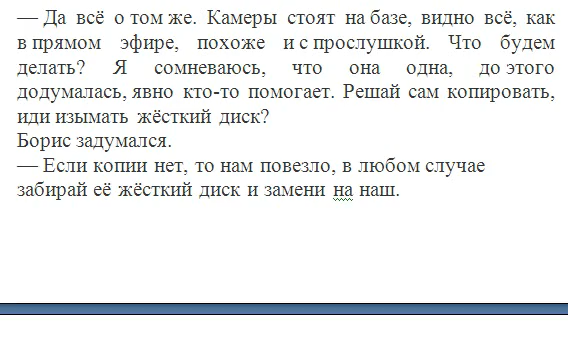 — Да всё о том же. Камеры стоят на базе, видно всё, как
в прямом эфире, похоже и с прослушкой. Что будем
делать? Я сомневаюсь, что она одна, до этого
додумалась, явно кто-то помогает. Решай сам копировать,
иди изымать жёсткий диск?
Борис задумался.
— Если копии нет, то нам повезло, в любом случае
забирай её жёсткий диск и замени на наш.